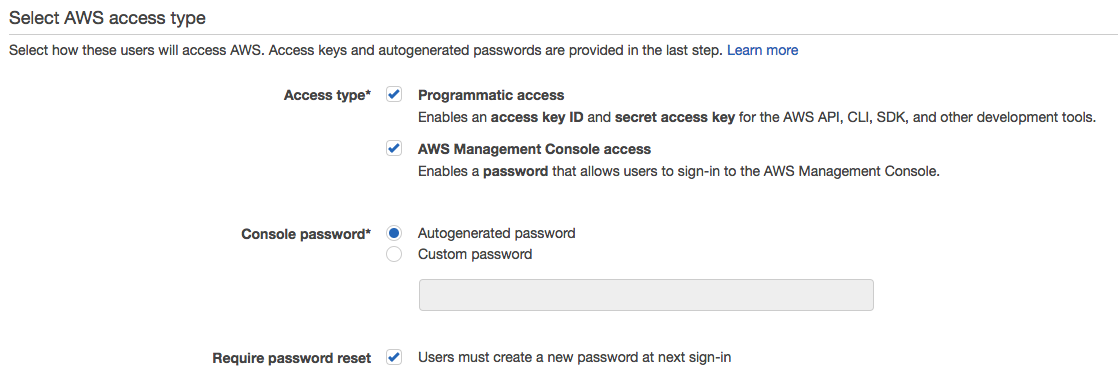 Select AWS access type
Select how these users will access AWS. Access keys and autogenerated passwords are provided in the last step. Learn more
Access type* Programmatic access
Enables an access key ID and secret access key for the AWS API, CLI, SDK, and other development tools.
AWS Management Console access
Enables a password that allows users to sign-in to the AWS Management Console.
Console password* Autogenerated password
Custom password
Require password reset Users must create a new password at next sign-in